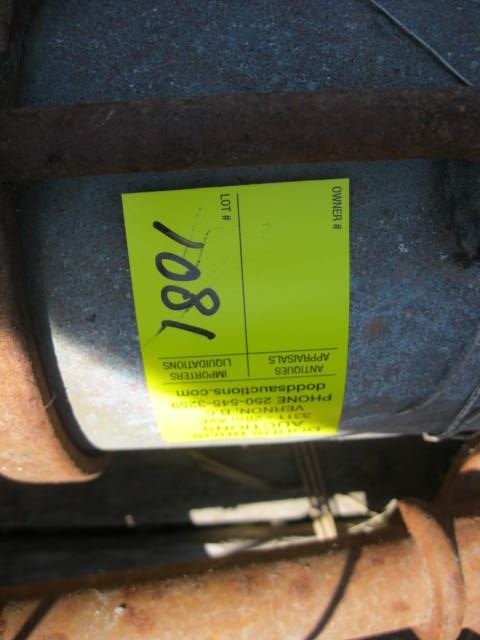 VERNON, B.C.
PHONE 250-545-3259
doddsauctions.com
ANTIQUES IMPORTERS
APPRAISALS LIQUIDATIONS
OWNER #
LOT #
1081